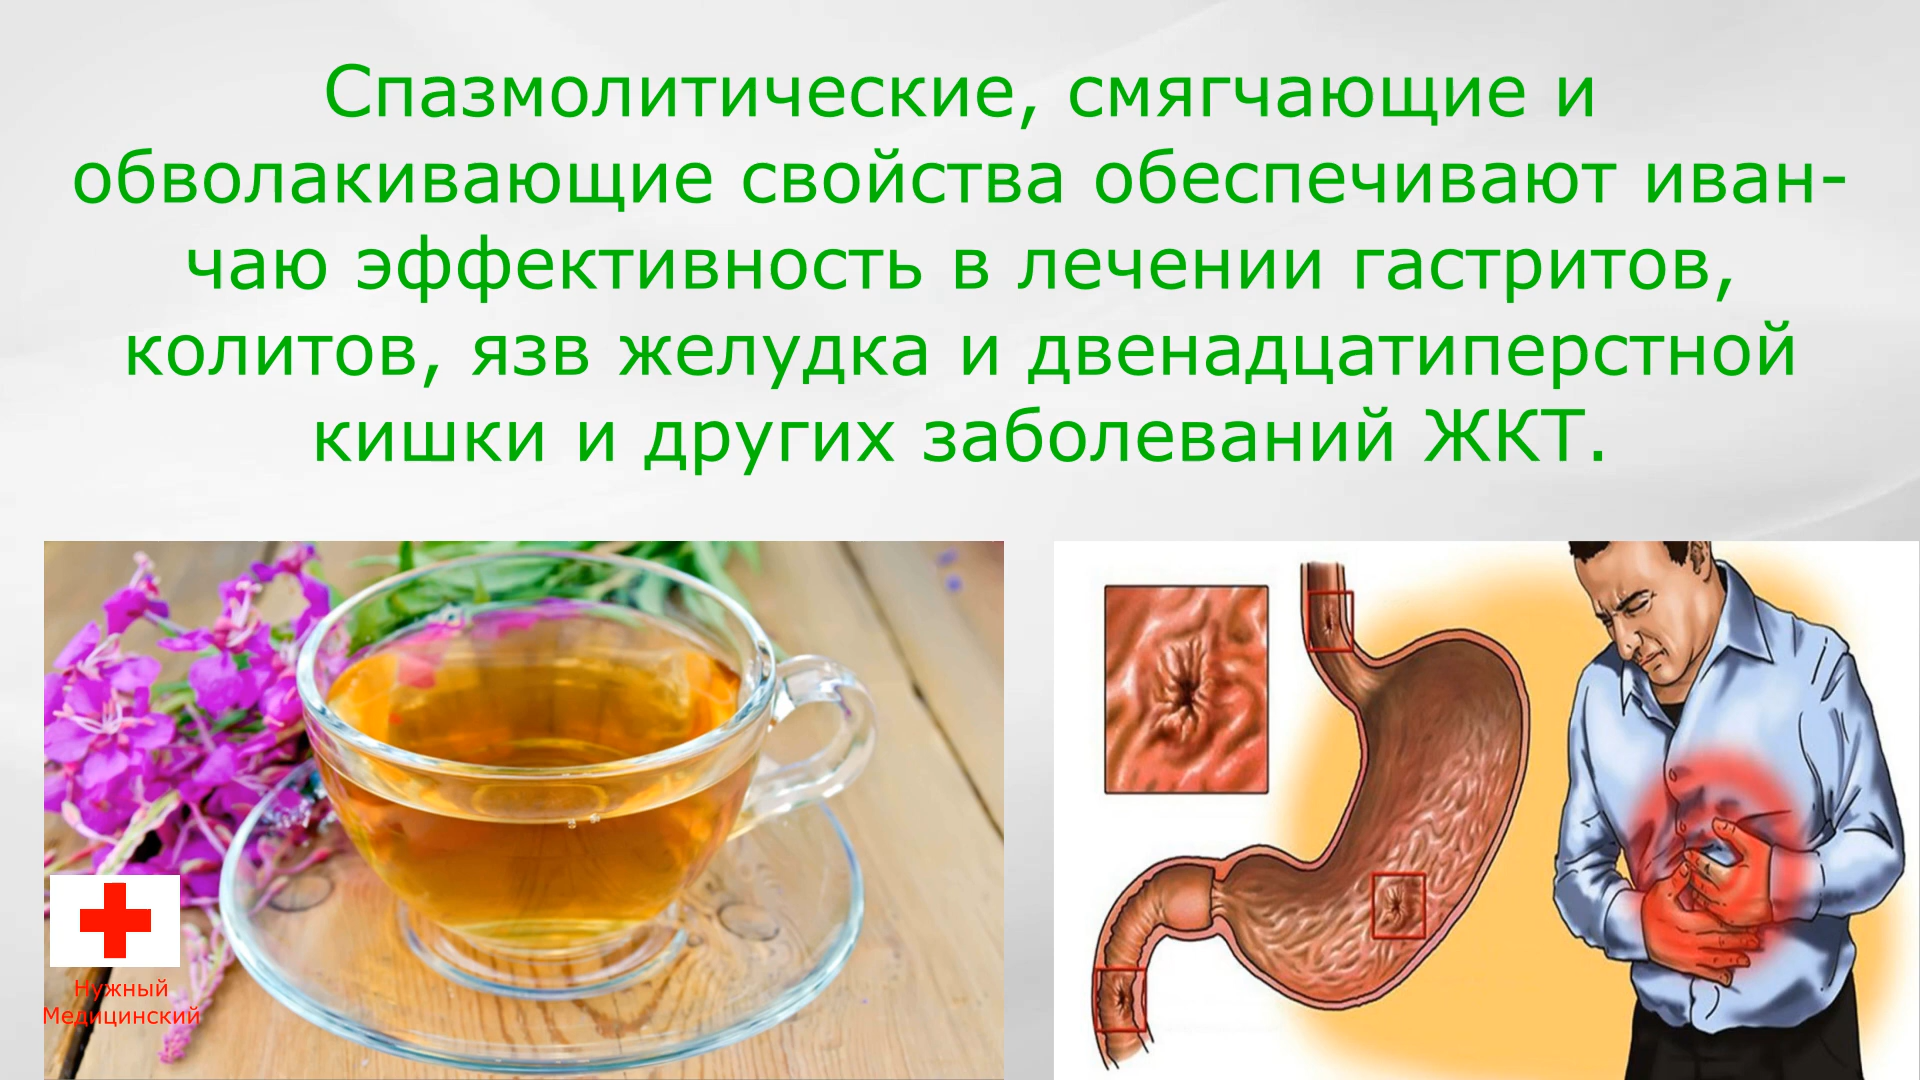 Спазмолитические, смягчающие и
обволакивающие свойства обеспечивают иван-
чаю эффективность в лечении гастритов,
колитов, язв желудка и двенадцатиперстной
кишки и других заболеваний ЖКТ.
Нужный
Медицинский